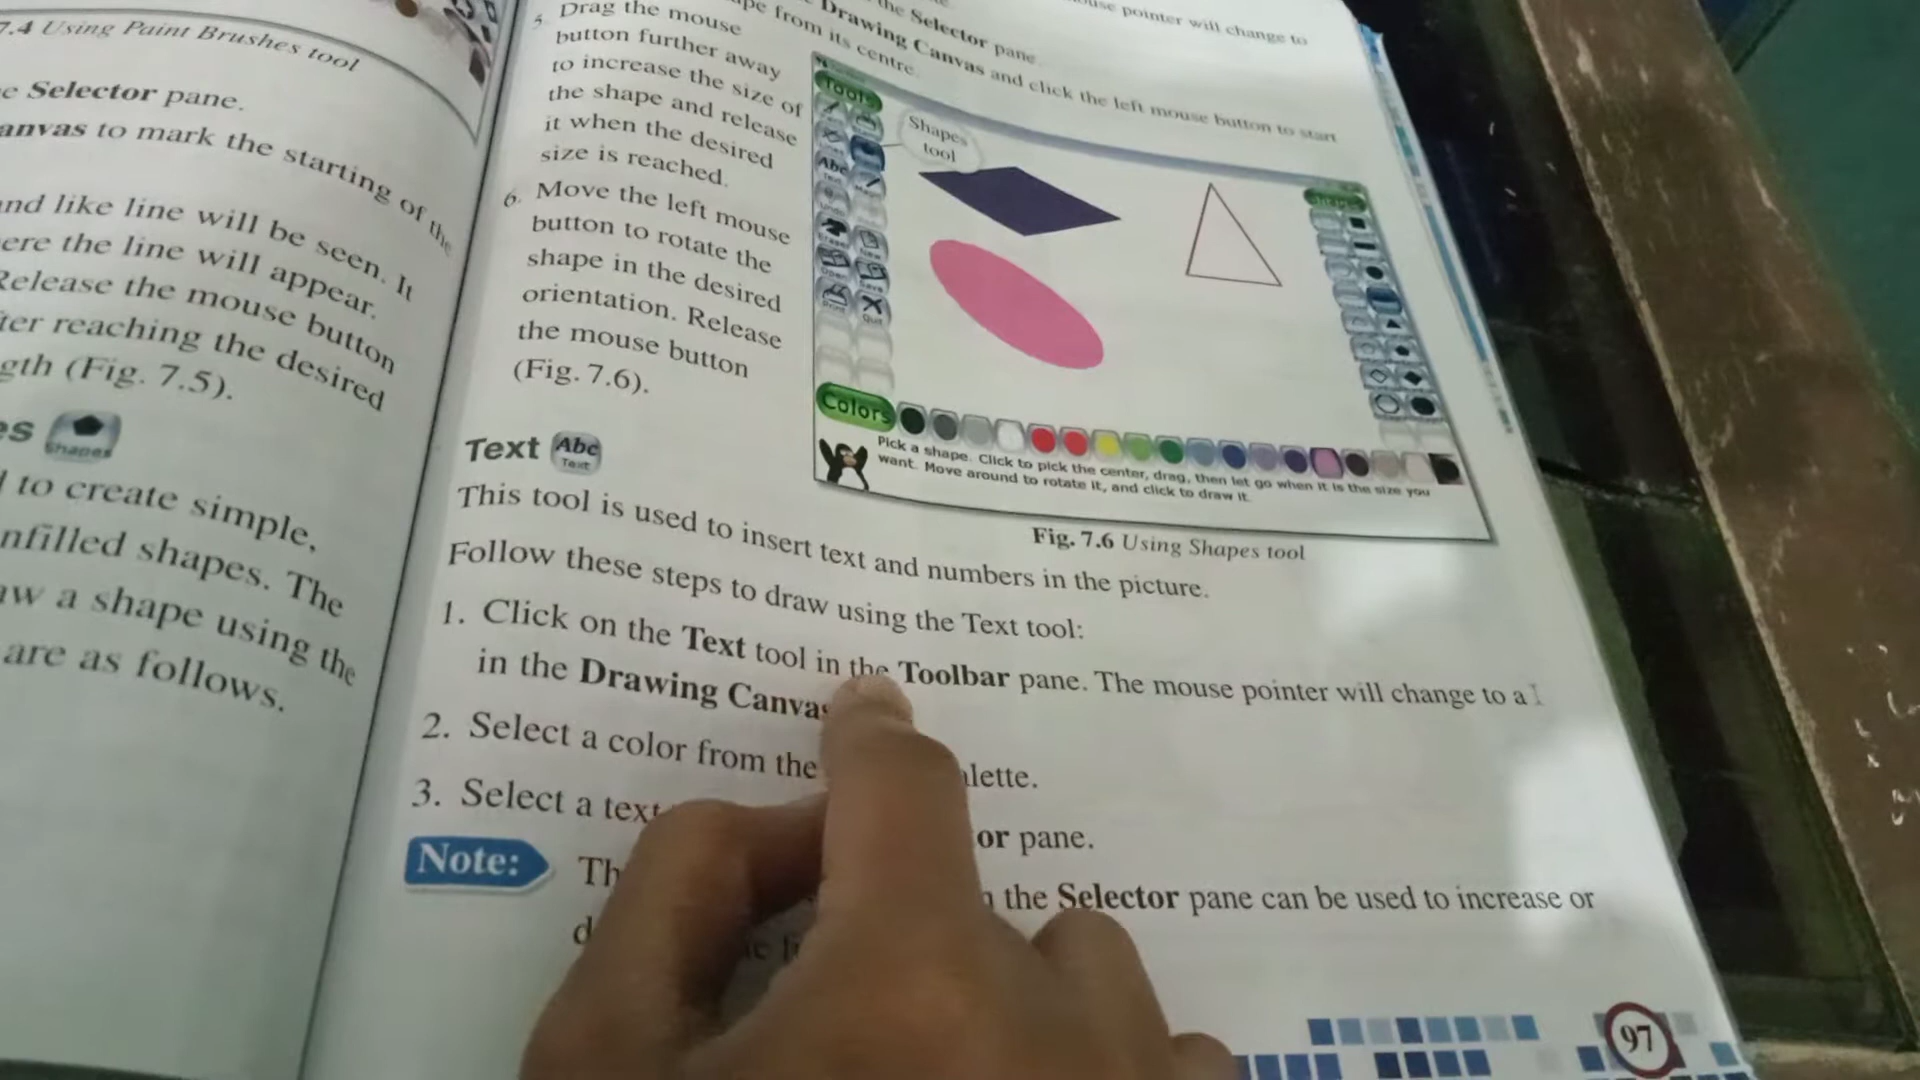 7.4 Using Paint Brushes tool
Selector pane.
anvas to mark the starting of the
and like line will be seen. It
ere the line will appear.
Release the mouse button
ter reaching the desired
gth (Fig. 7.5).
es
Shapes
to create simple,
nfilled shapes. The
aw a shape using the
are as follows.
use pointer will change to
the Selector pane
Drawing Canvas and click the left mouse button to start
ape from its centre.
5. Drag the mouse
button further away
to increase the size of
the shape and release
it when the desired
size is reached.
6. Move the left mouse
button to rotate the
shape in the desired
orientation. Release
the mouse button
(Fig. 7.6).
Tools
Shapes
tool
Abc
New
Open
Save
Print
Quit
Colors
Pick a shape. Click to pick the center, drag, then let go when it is the size you
want. Move around to rotate it, and click to draw it.
Fig. 7.6 Using Shapes tool
Text
Abc
Text
This tool is used to insert text and numbers in the picture.
Follow these steps to draw using the Text tool:
1. Click on the Text tool in the Toolbar pane. The mouse pointer will change to a I
in the Drawing Canvas
2. Select a color from the alette.
3. Select a text or pane.
Note: Th the Selector pane can be used to increase or
d
97